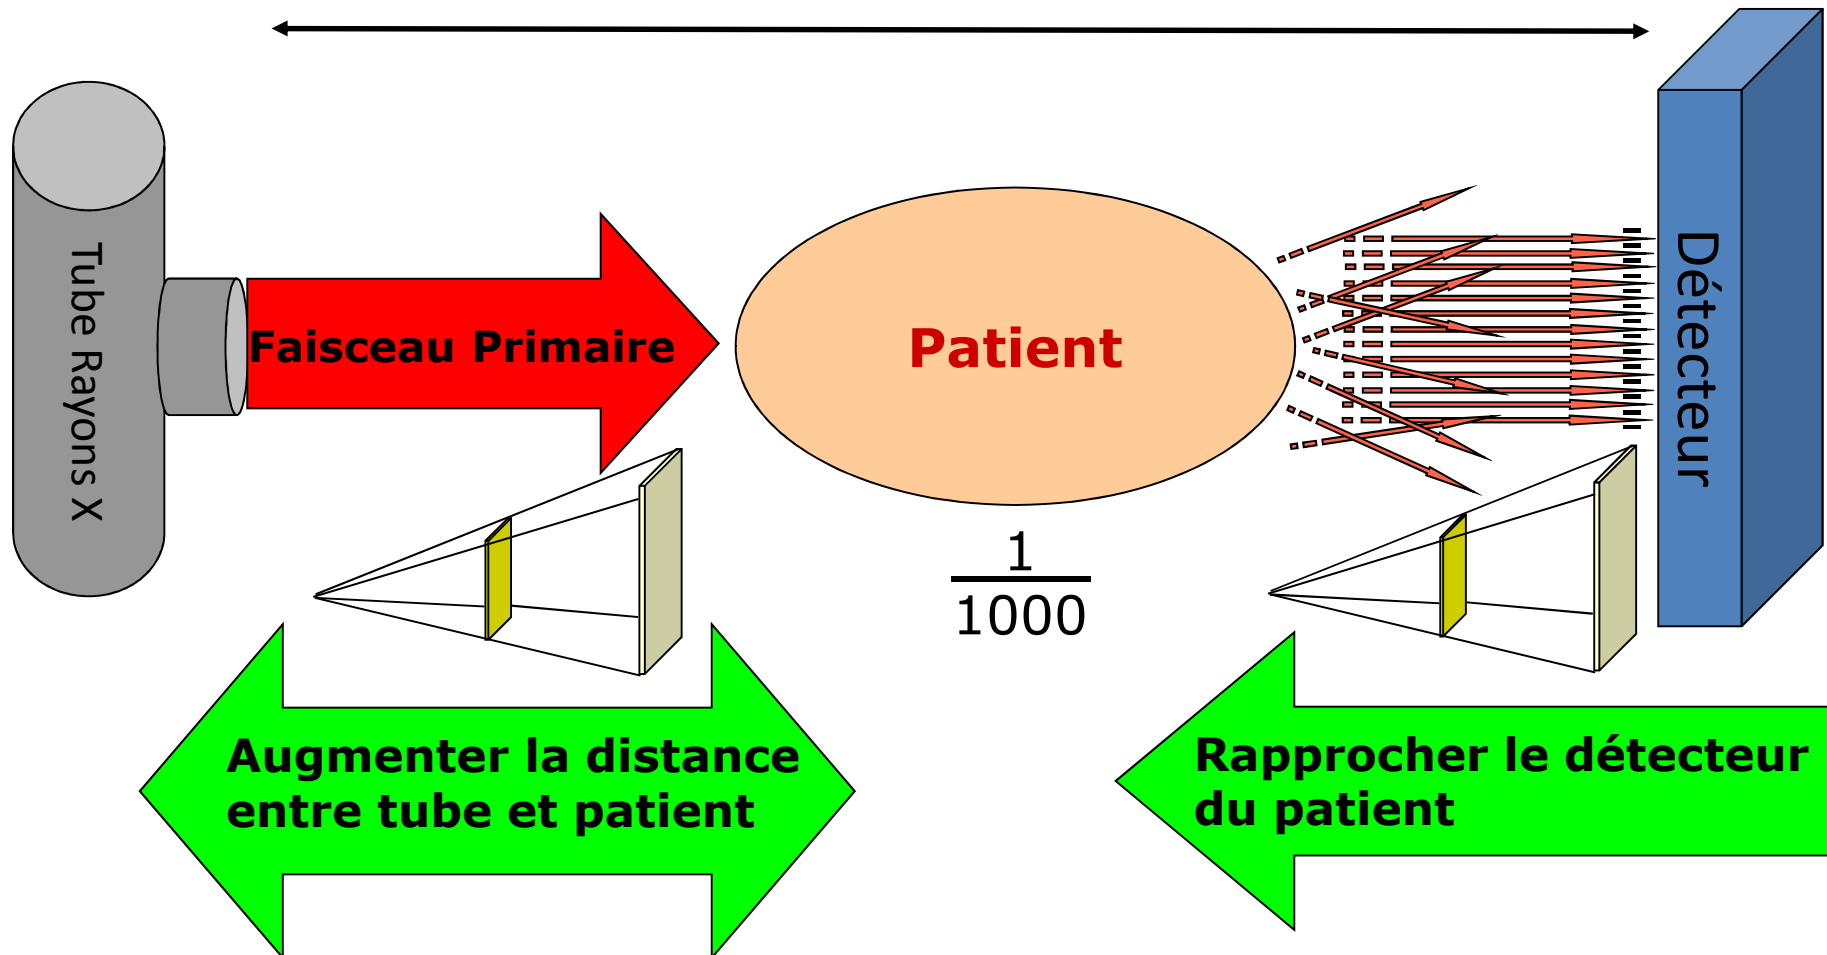 Tube Rayons X
Faisceau Primaire
Patient
Détecteur
1
1000
Augmenter la distance
entre tube et patient
Rapprocher le détecteur
du patient